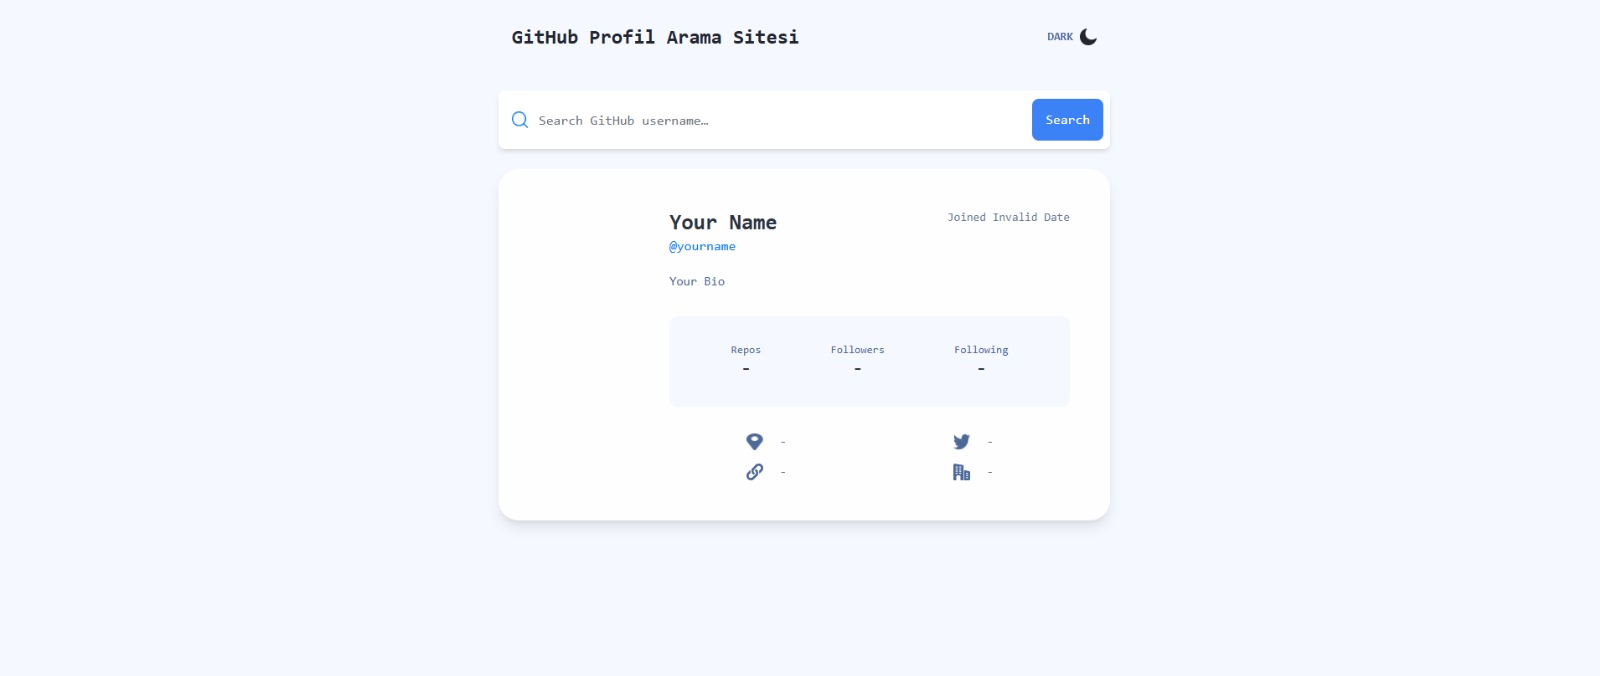 GitHub Profil Arama Sitesi
DARK
Search GitHub username…
Search
Your Name
Joined Invalid Date
@yourname
Your Bio
Repos Followers Following
- - -
- -
- -